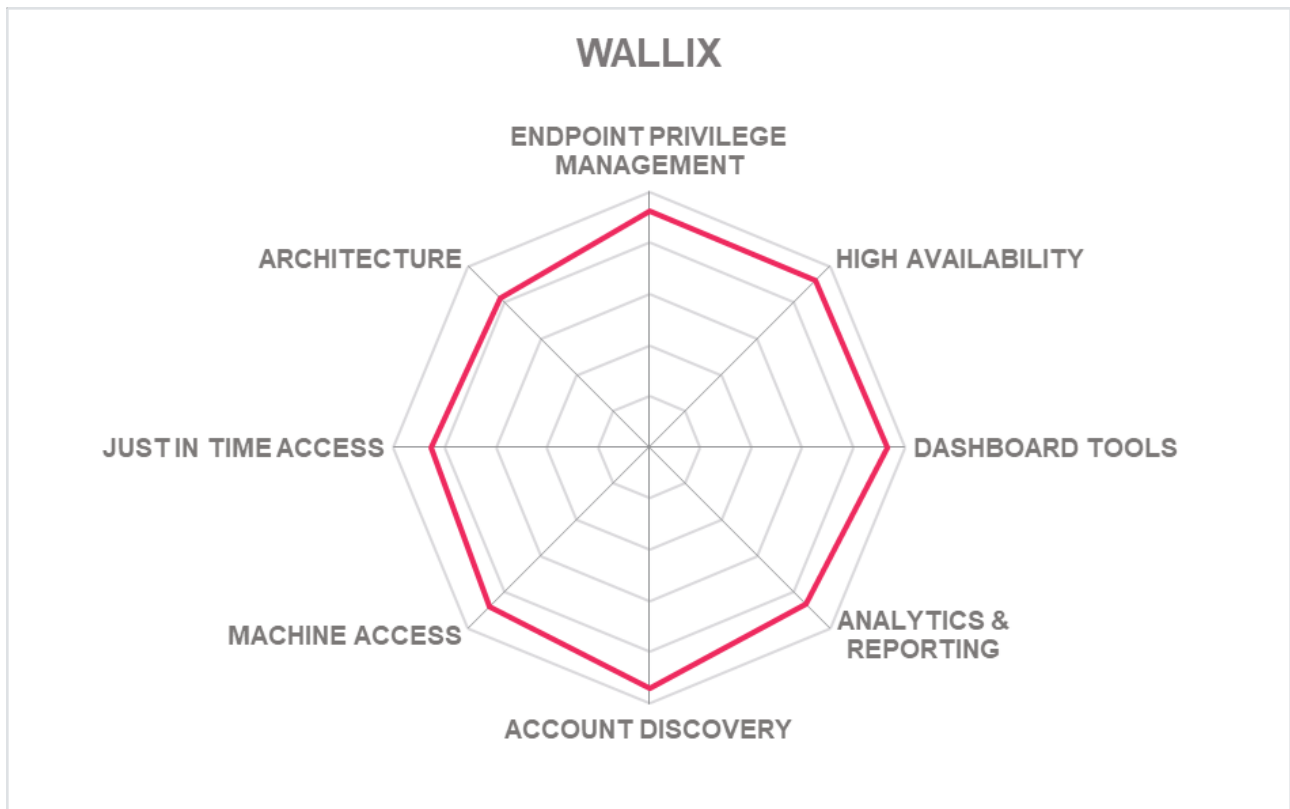 WALLIX
ENDPOINT PRIVILEGE
MANAGEMENT
ARCHITECTURE
HIGH AVAILABILITY
JUST IN TIME ACCESS
DASHBOARD TOOLS
MACHINE ACCESS
ANALYTICS &
REPORTING
ACCOUNT DISCOVERY